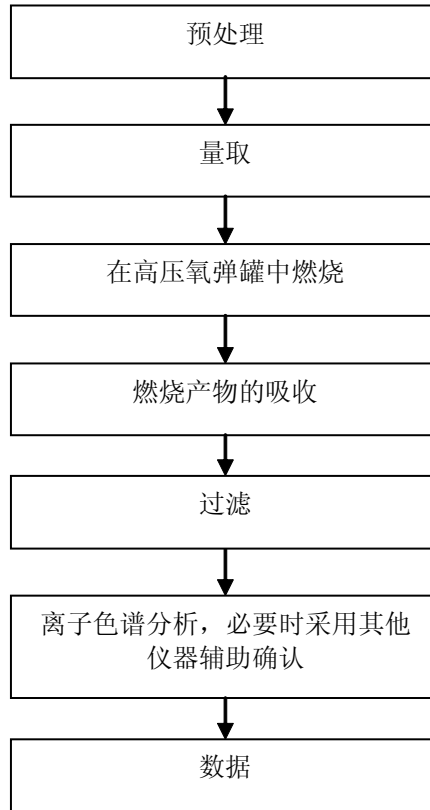 预处理
量取
在高压氧弹罐中燃烧
燃烧产物的吸收
过滤
离子色谱分析，必要时采用其他
仪器辅助确认
数据